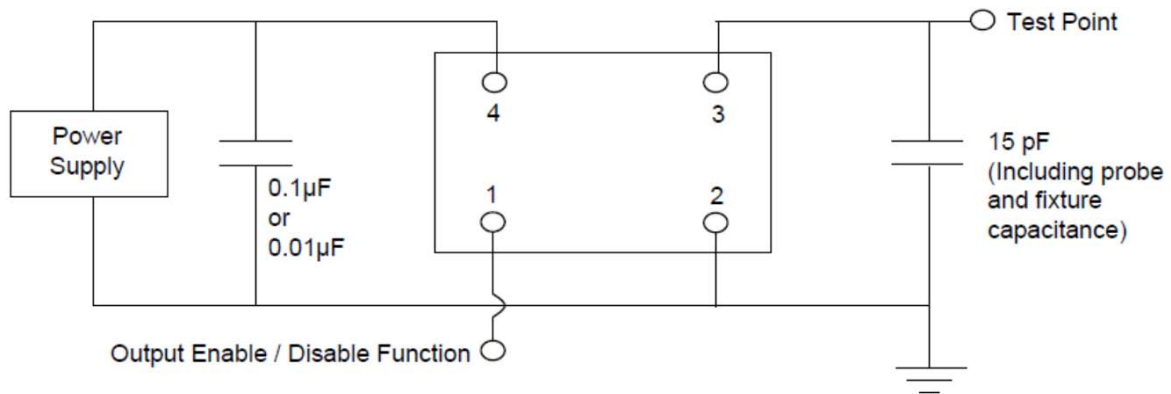 Test Point
4
3
Power
Supply
15 pF
(Including probe
and fixture
capacitance)
0.1µF
or
0.01µF
1
2
Output Enable / Disable Function